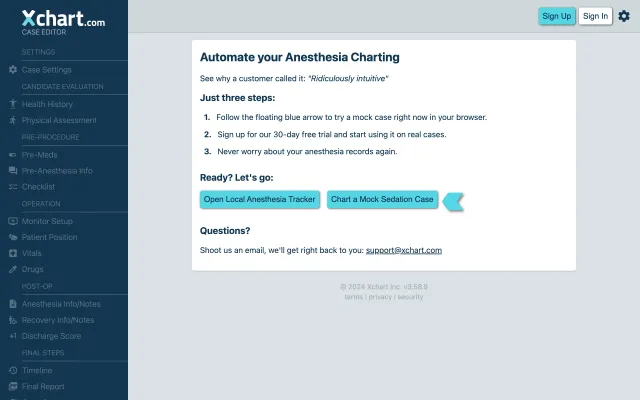 Xchart.com
CASE EDITOR
SETTINGS
Case Settings
CANDIDATE EVALUATION
Health History
Physical Assessment
PRE-PROCEDURE
Pre-Meds
Pre-Anesthesia Info
Checklist
OPERATION
Monitor Setup
Patient Position
Vitals
Drugs
POST-OP
Anesthesia Info/Notes
Recovery Info/Notes
+1 Discharge Score
FINAL STEPS
Timeline
Final Report
Sign Up
Sign In
Automate your Anesthesia Charting
See why a customer called it: "Ridiculously intuitive"
Just three steps:
1. Follow the floating blue arrow to try a mock case right now in your browser.
2. Sign up for our 30-day free trial and start using it on real cases.
3. Never worry about your anesthesia records again.
Ready? Let's go:
Open Local Anesthesia Tracker
Chart a Mock Sedation Case
Questions?
Shoot us an email, we'll get right back to you: support@xchart.com
© 2024 Xchart Inc. v3.58.9
terms | privacy | security